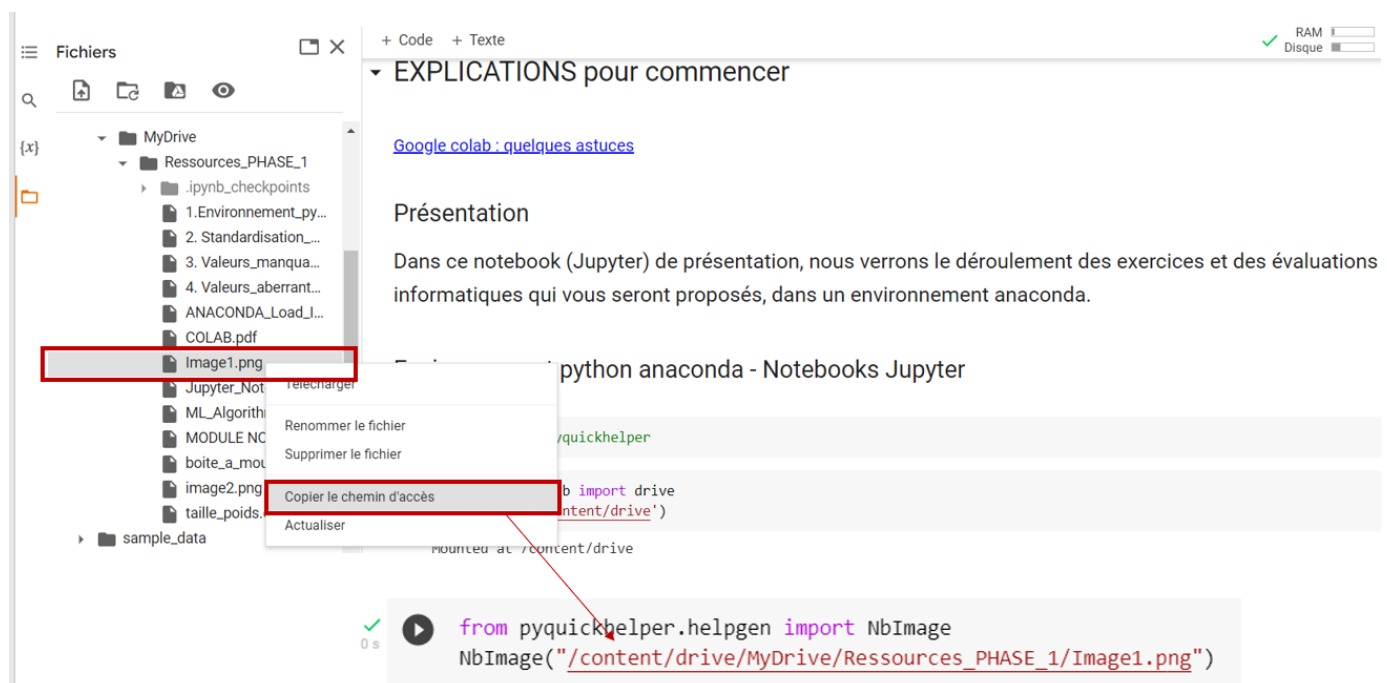 Fichiers
{x}
MyDrive
Ressources_PHASE_1
.ipynb_checkpoints
1.Environnement_py...
2. Standardisation_...
3. Valeurs_manqua...
4. Valeurs_aberrant...
ANACONDA_Load_I...
COLAB.pdf
Image1.png
Jupyter_Not
ML_Algorith
MODULE NO
boite_a_mou
image2.png
taille_poids.
sample_data
Télécharger
Renommer le fichier
Supprimer le fichier
Copier le chemin d'accès
Actualiser
+ Code + Texte
RAM
Disque
EXPLICATIONS pour commencer
Google colab : quelques astuces
Présentation
Dans ce notebook (Jupyter) de présentation, nous verrons le déroulement des exercices et des évaluations
informatiques qui vous seront proposés, dans un environnement anaconda.
python anaconda - Notebooks Jupyter
yquickhelper
b import drive
ntent/drive')
Mounted at /content/drive
0 s
from pyquickhelper.helpgen import NbImage
NbImage("/content/drive/MyDrive/Ressources_PHASE_1/Image1.png")